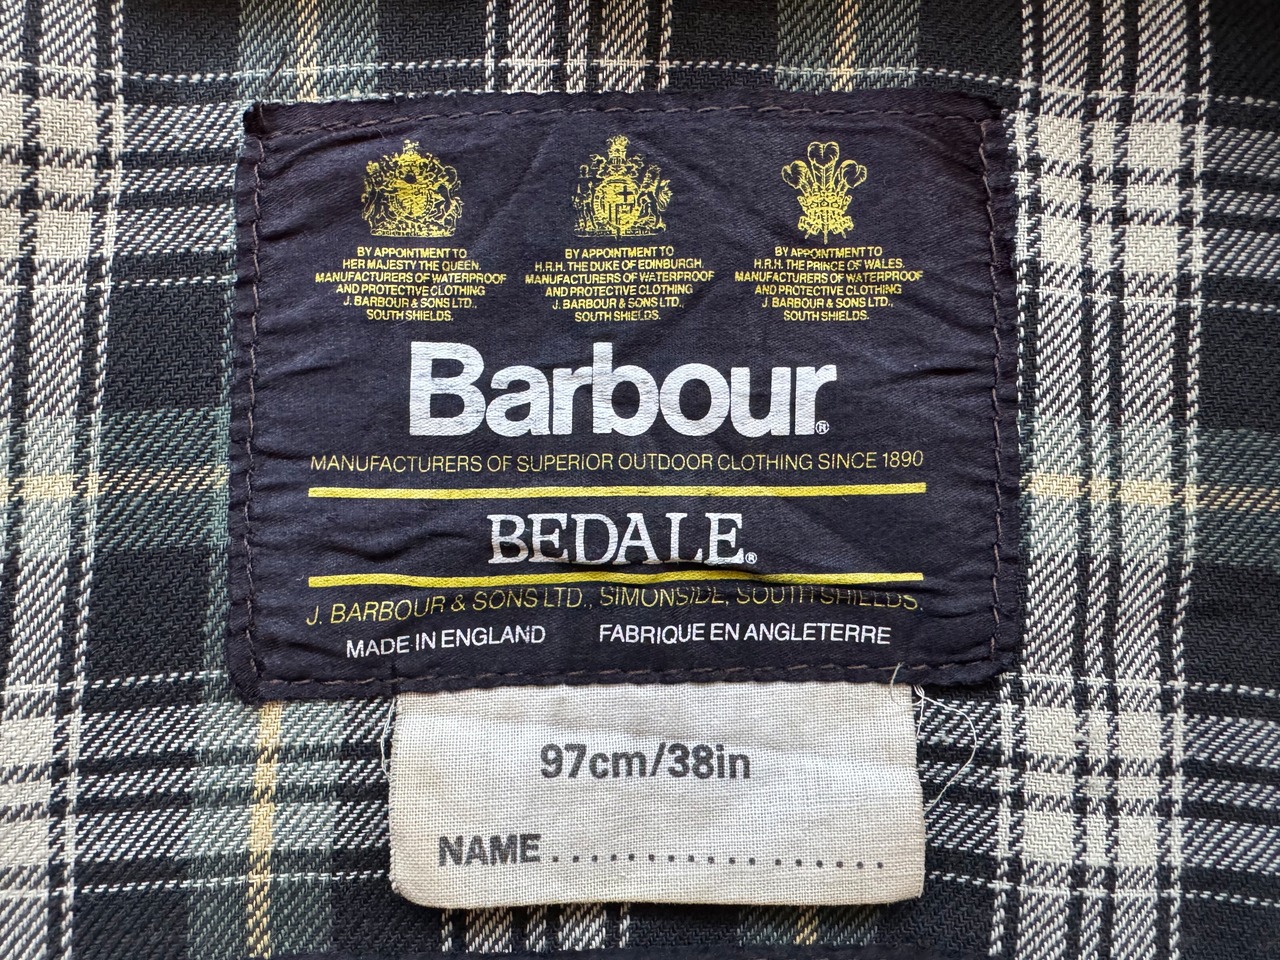 BY APPOINTMENT TO
HER MAJESTY THE QUEEN.
MANUFACTURERS OF WATERPROOF
AND PROTECTIVE CLOTHING
J. BARBOUR & SONS LTD.,
SOUTH SHIELDS.
BY APPOINTMENT TO
H.R.H. THE DUKE OF EDINBURGH.
MANUFACTURERS OF WATERPROOF
AND PROTECTIVE CLOTHING
J. BARBOUR & SONS LTD.,
SOUTH SHIELDS.
BY APPOINTMENT TO
H.R.H. THE PRINCE OF WALES.
MANUFACTURERS OF WATERPROOF
AND PROTECTIVE CLOTHING
J. BARBOUR & SONS LTD.,
SOUTH SHIELDS.
Barbour®
MANUFACTURERS OF SUPERIOR OUTDOOR CLOTHING SINCE 1890
BEDALE®
J. BARBOUR & SONS LTD., SIMONSIDE, SOUTH SHIELDS.
MADE IN ENGLAND FABRIQUE EN ANGLETERRE
97cm/38in
NAME.................